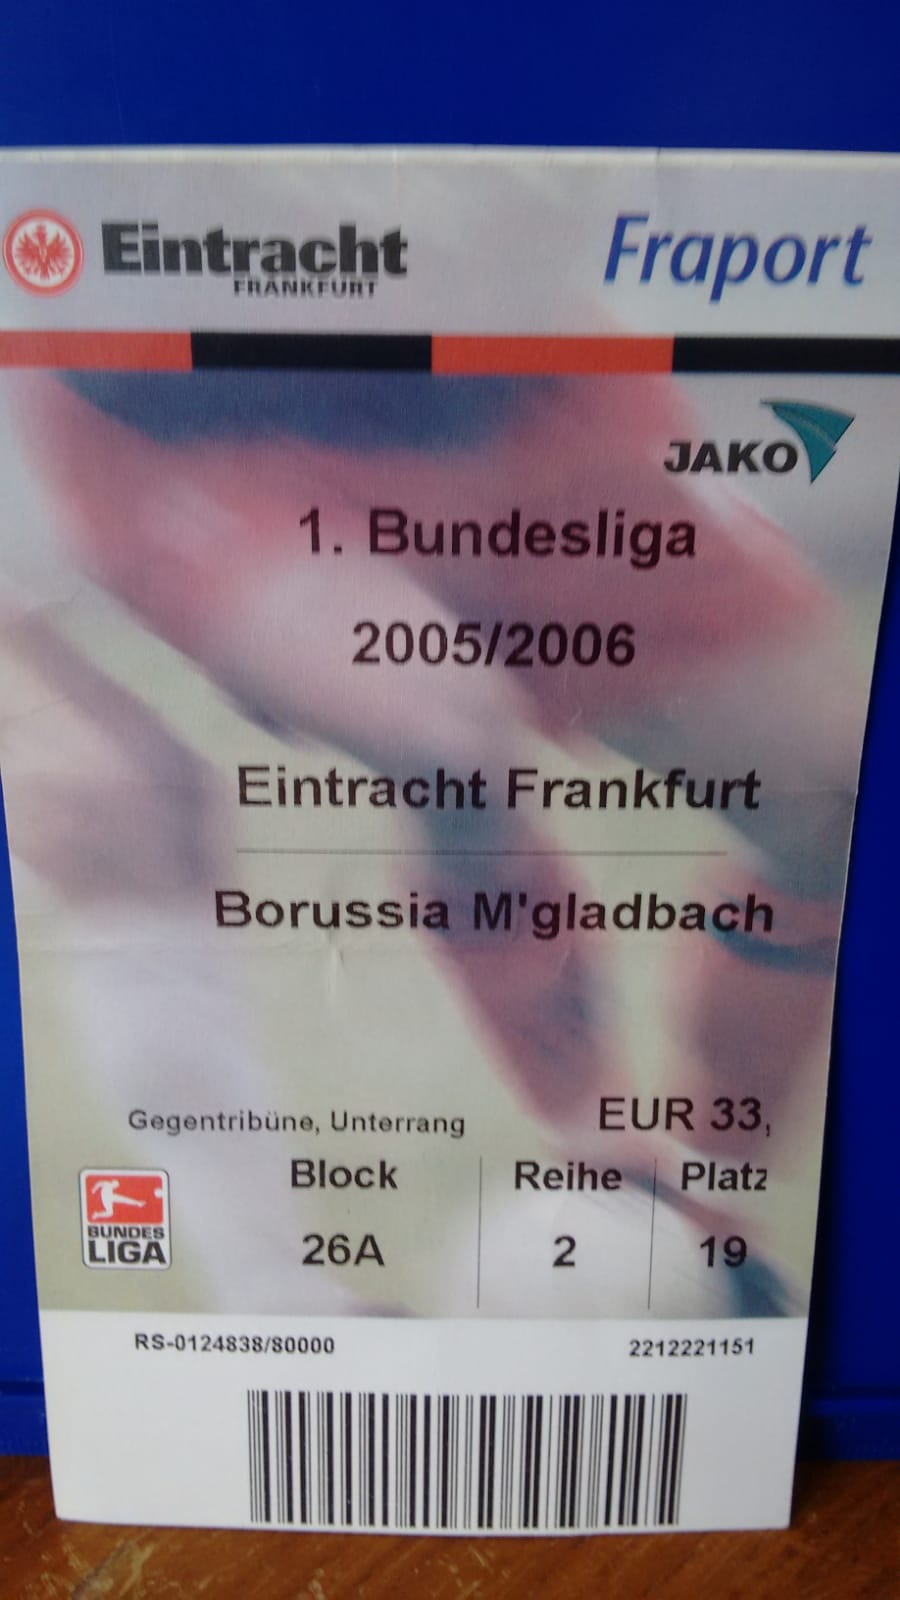 Eintracht
FRANKFURT
Fraport
JAKO
1. Bundesliga
2005/2006
Eintracht Frankfurt
Borussia M'gladbach
Gegentribüne, Unterrang
EUR 33,
Block
Reihe
Platz
26A
2
19
BUNDES
LIGA
RS-0124838/80000
2212221151